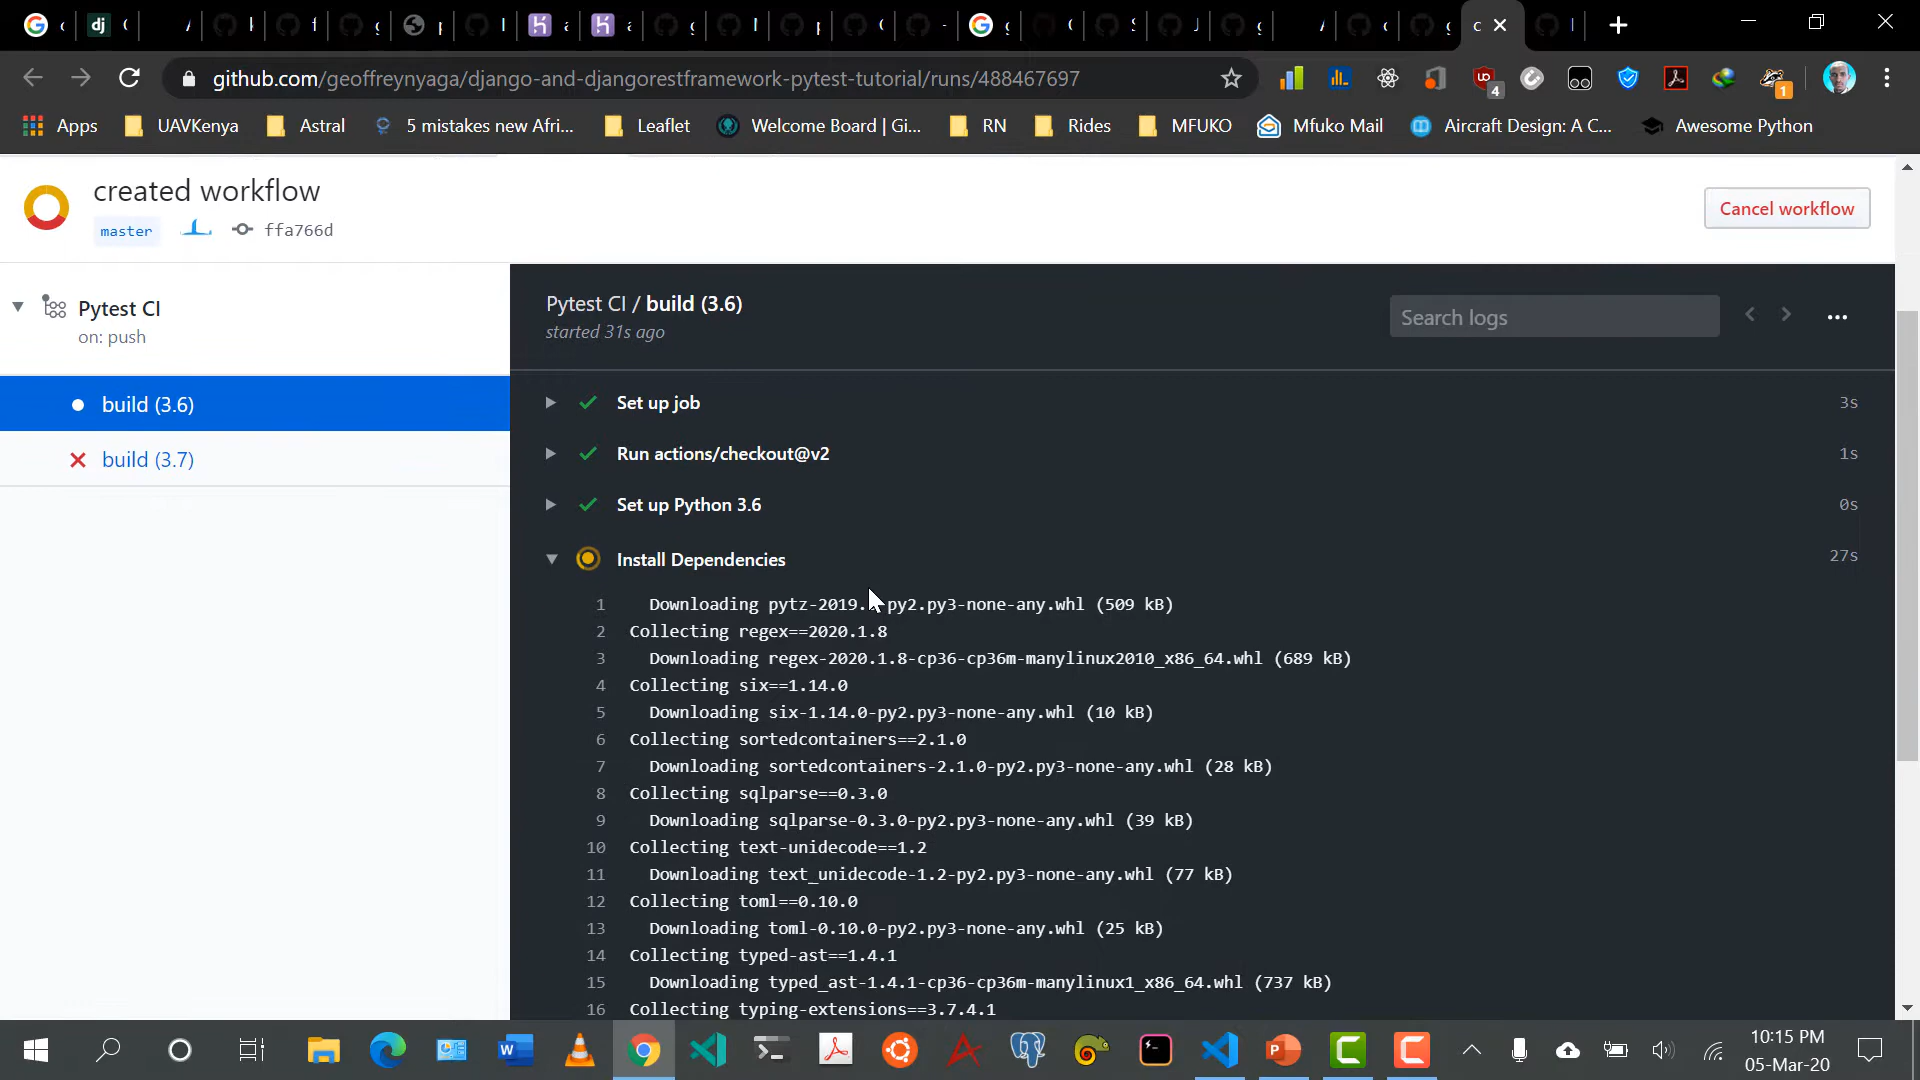 github.com/geoffreynyaga/django-and-djangorestframework-pytest-tutorial/runs/488467697
Apps UAVKenya Astral 5 mistakes new Afri... Leaflet Welcome Board | Gi... RN Rides MFUKO Mfuko Mail Aircraft Design: A C... Awesome Python
created workflow
master ffa766d
Cancel workflow
Pytest CI
on: push
build (3.6)
build (3.7)
Pytest CI / build (3.6)
started 31s ago
Search logs
Set up job 3s
Run actions/checkout@v2 1s
Set up Python 3.6 0s
Install Dependencies 27s
1 Downloading pytz-2019. py2.py3-none-any.whl (509 kB)
2 Collecting regex==2020.1.8
3 Downloading regex-2020.1.8-cp36-cp36m-manylinux2010_x86_64.whl (689 kB)
4 Collecting six==1.14.0
5 Downloading six-1.14.0-py2.py3-none-any.whl (10 kB)
6 Collecting sortedcontainers==2.1.0
7 Downloading sortedcontainers-2.1.0-py2.py3-none-any.whl (28 kB)
8 Collecting sqlparse==0.3.0
9 Downloading sqlparse-0.3.0-py2.py3-none-any.whl (39 kB)
10 Collecting text-unidecode==1.2
11 Downloading text_unidecode-1.2-py2.py3-none-any.whl (77 kB)
12 Collecting toml==0.10.0
13 Downloading toml-0.10.0-py2.py3-none-any.whl (25 kB)
14 Collecting typed-ast==1.4.1
15 Downloading typed_ast-1.4.1-cp36-cp36m-manylinux1_x86_64.whl (737 kB)
16 Collecting typing-extensions==3.7.4.1
10:15 PM
05-Mar-20